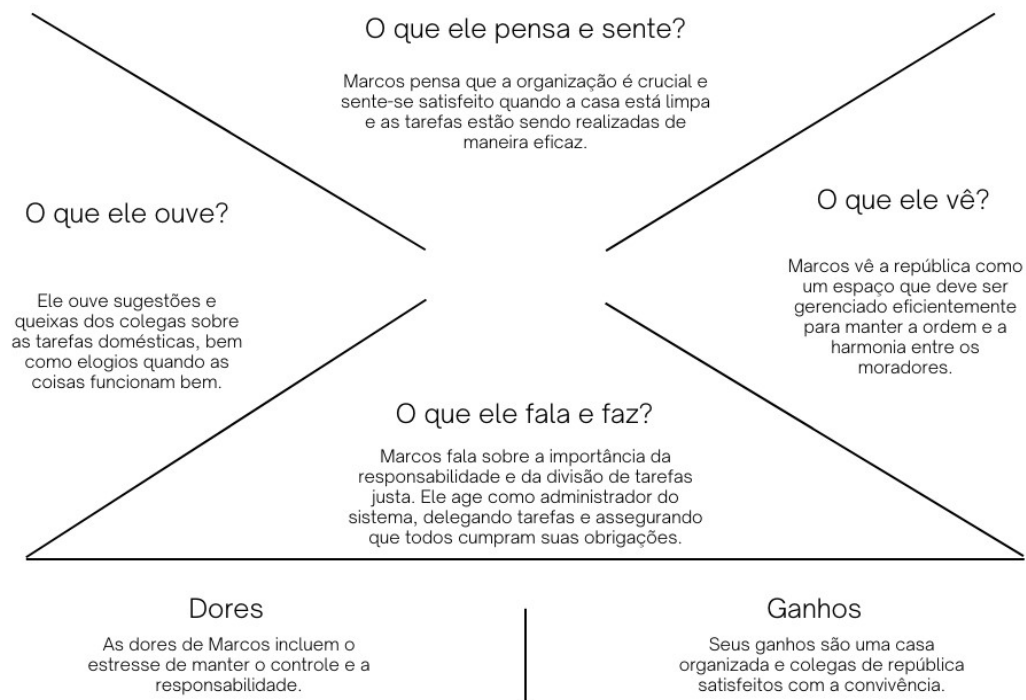 O que ele pensa e sente?
Marcos pensa que a organização é crucial e
sente-se satisfeito quando a casa está limpa
e as tarefas estão sendo realizadas de
maneira eficaz.
O que ele ouve?
Ele ouve sugestões e
queixas dos colegas sobre
as tarefas domésticas, bem
como elogios quando as
coisas funcionam bem.
O que ele vê?
Marcos vê a república como
um espaço que deve ser
gerenciado eficientemente
para manter a ordem e a
harmonia entre os
moradores.
O que ele fala e faz?
Marcos fala sobre a importância da
responsabilidade e da divisão de tarefas
justa. Ele age como administrador do
sistema, delegando tarefas e assegurando
que todos cumpram suas obrigações.
Dores
As dores de Marcos incluem o
estresse de manter o controle e a
responsabilidade.
Ganhos
Seus ganhos são uma casa
organizada e colegas de república
satisfeitos com a convivência.